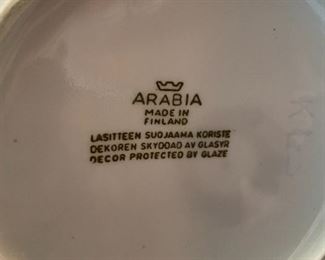 ARABIA
MADE IN
FINLAND
LASITTEEN SUOJAAMA KORISTE
DEKOREN SKYDDAD AV GLASYR
DECOR PROTECTED BY GLAZE